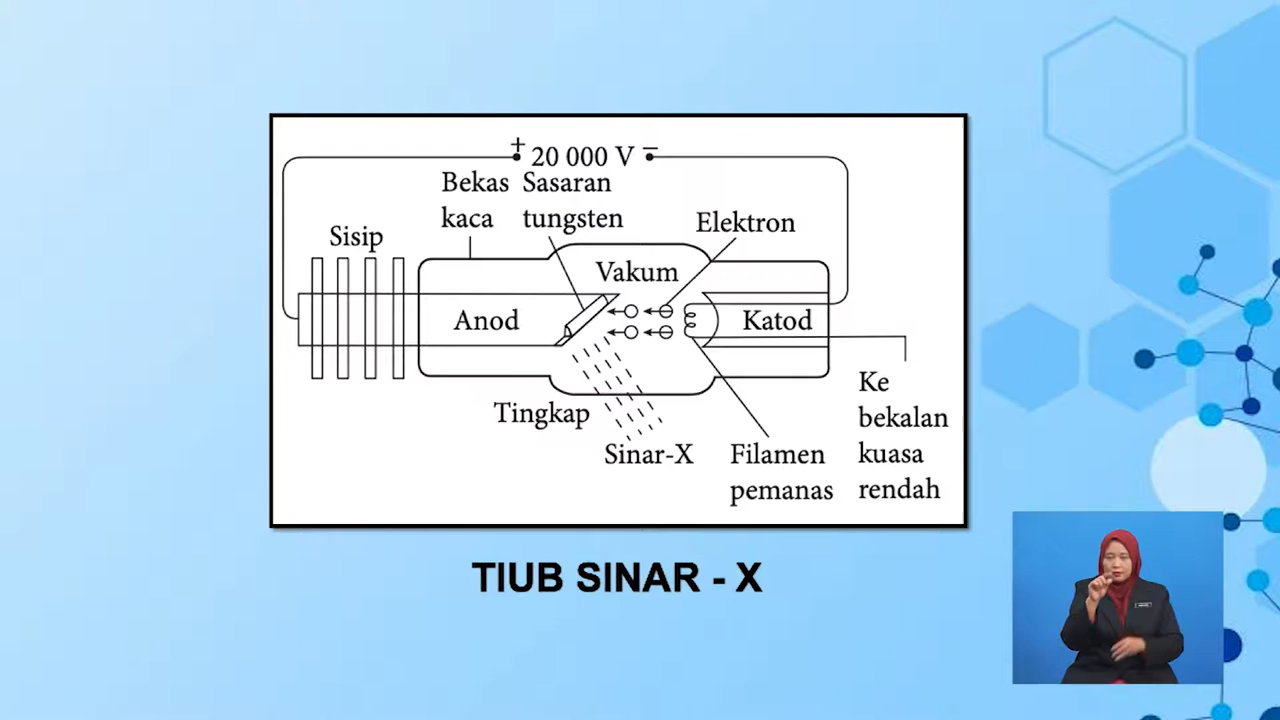 + 20 000 V −
Bekas
kaca
Sasaran
tungsten
Elektron
Sisip
Vakum
Anod
Katod
Tingkap
Sinar-X
Filamen
pemanas
Ke
bekalan
kuasa
rendah
TIUB SINAR - X